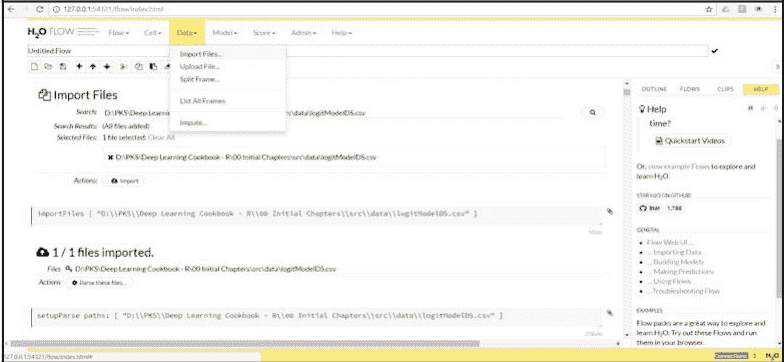 127.0.0.1:54321/flow/index.html
H2O FLOW Flow Cell Data Model Score Admin Help
Untitled Flow
Import Files...
Upload File...
Split Frame...
List All Frames
Impute...
Import Files
Search: D:\PKS\Deep Learning Cookbook - R\00 Initial Chapters\src\data\logitModelDS.csv
Search Results: (All files added)
Selected Files: 1 file selected: Clear All
D:\PKS\Deep Learning Cookbook - R\00 Initial Chapters\src\data\logitModelDS.csv
Actions: Import
importFiles [ "D:\\PKS\\Deep Learning Cookbook - R\\00 Initial Chapters\\src\\data\\logitModelDS.csv" ]
1 / 1 files imported.
Files D:\PKS\Deep Learning Cookbook - R\00 Initial Chapters\src\data\logitModelDS.csv
Actions Parse these files...
setupParse paths: [ "D:\\PKS\\Deep Learning Cookbook - R\\00 Initial Chapters\\src\\data\\logitModelDS.csv" ]
OUTLINE FLOWS CLIPS HELP
Help
time?
Quickstart Videos
Or, view example Flows to explore and
learn H2O.
STAR H2O ON GITHUB!
Star 1,788
GENERAL
Flow Web UI ...
... Importing Data
... Building Models
... Making Predictions
... Using Flows
... Troubleshooting Flow
EXAMPLES
Flow packs are a great way to explore and
learn H2O. Try out these Flows and run
them in your browser.
127.0.0.1:54321/flow/index.html#
Connections: H2O